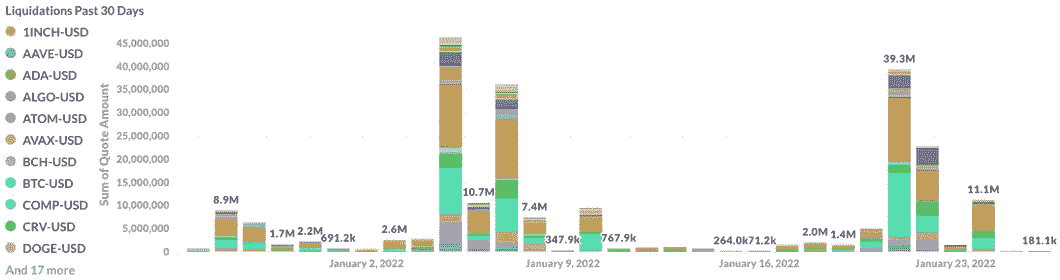 Liquidations Past 30 Days
1INCH-USD
AAVE-USD
ADA-USD
ALGO-USD
ATOM-USD
AVAX-USD
BCH-USD
BTC-USD
COMP-USD
CRV-USD
DOGE-USD
And 17 more
Sum of Quote Amount
45,000,000
40,000,000
35,000,000
30,000,000
25,000,000
20,000,000
15,000,000
10,000,000
5,000,000
0
8.9M
1.7M
2.2M
691.2k
2.6M
10.7M
7.4M
347.9k
767.9k
264.0k
71.2k
2.0M
1.4M
39.3M
11.1M
181.1k
January 2, 2022
January 9, 2022
January 16, 2022
January 23, 2022